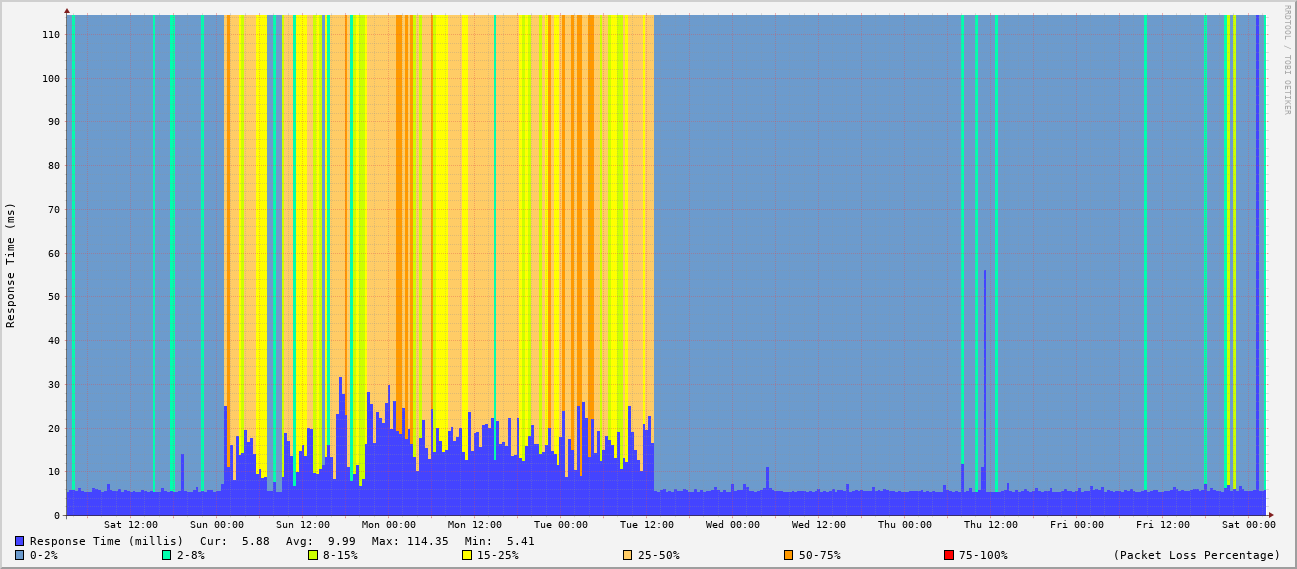 RRDTOOL / TOBI OETIKER
Response Time (ms)
110
100
90
80
70
60
50
40
30
20
10
0
Sat 12:00 Sun 00:00 Sun 12:00 Mon 00:00 Mon 12:00 Tue 00:00 Tue 12:00 Wed 00:00 Wed 12:00 Thu 00:00 Thu 12:00 Fri 00:00 Fri 12:00 Sat 00:00
Response Time (millis) Cur: 5.88 Avg: 9.99 Max: 114.35 Min: 5.41
0-2% 2-8% 8-15% 15-25% 25-50% 50-75% 75-100% (Packet Loss Percentage)